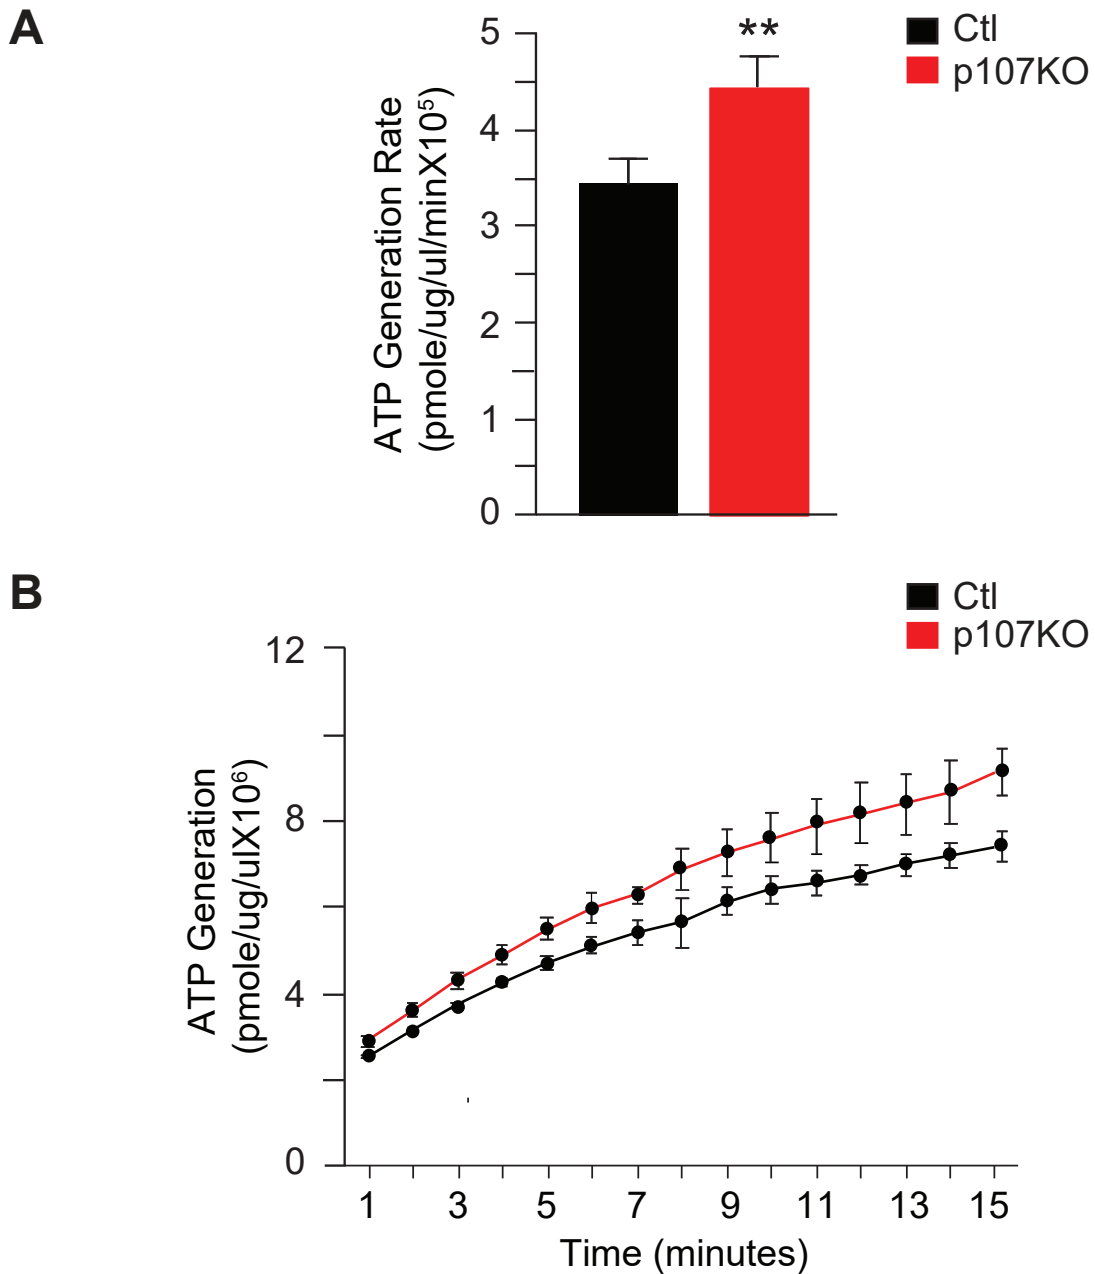 A
Ctl
p107KO
**
5
4
3
2
1
0
ATP Generation Rate
(pmole/ug/ul/minX10⁵)
B
Ctl
p107KO
12
8
4
0
ATP Generation
(pmole/ug/ulX10⁶)
1 3 5 7 9 11 13 15
Time (minutes)